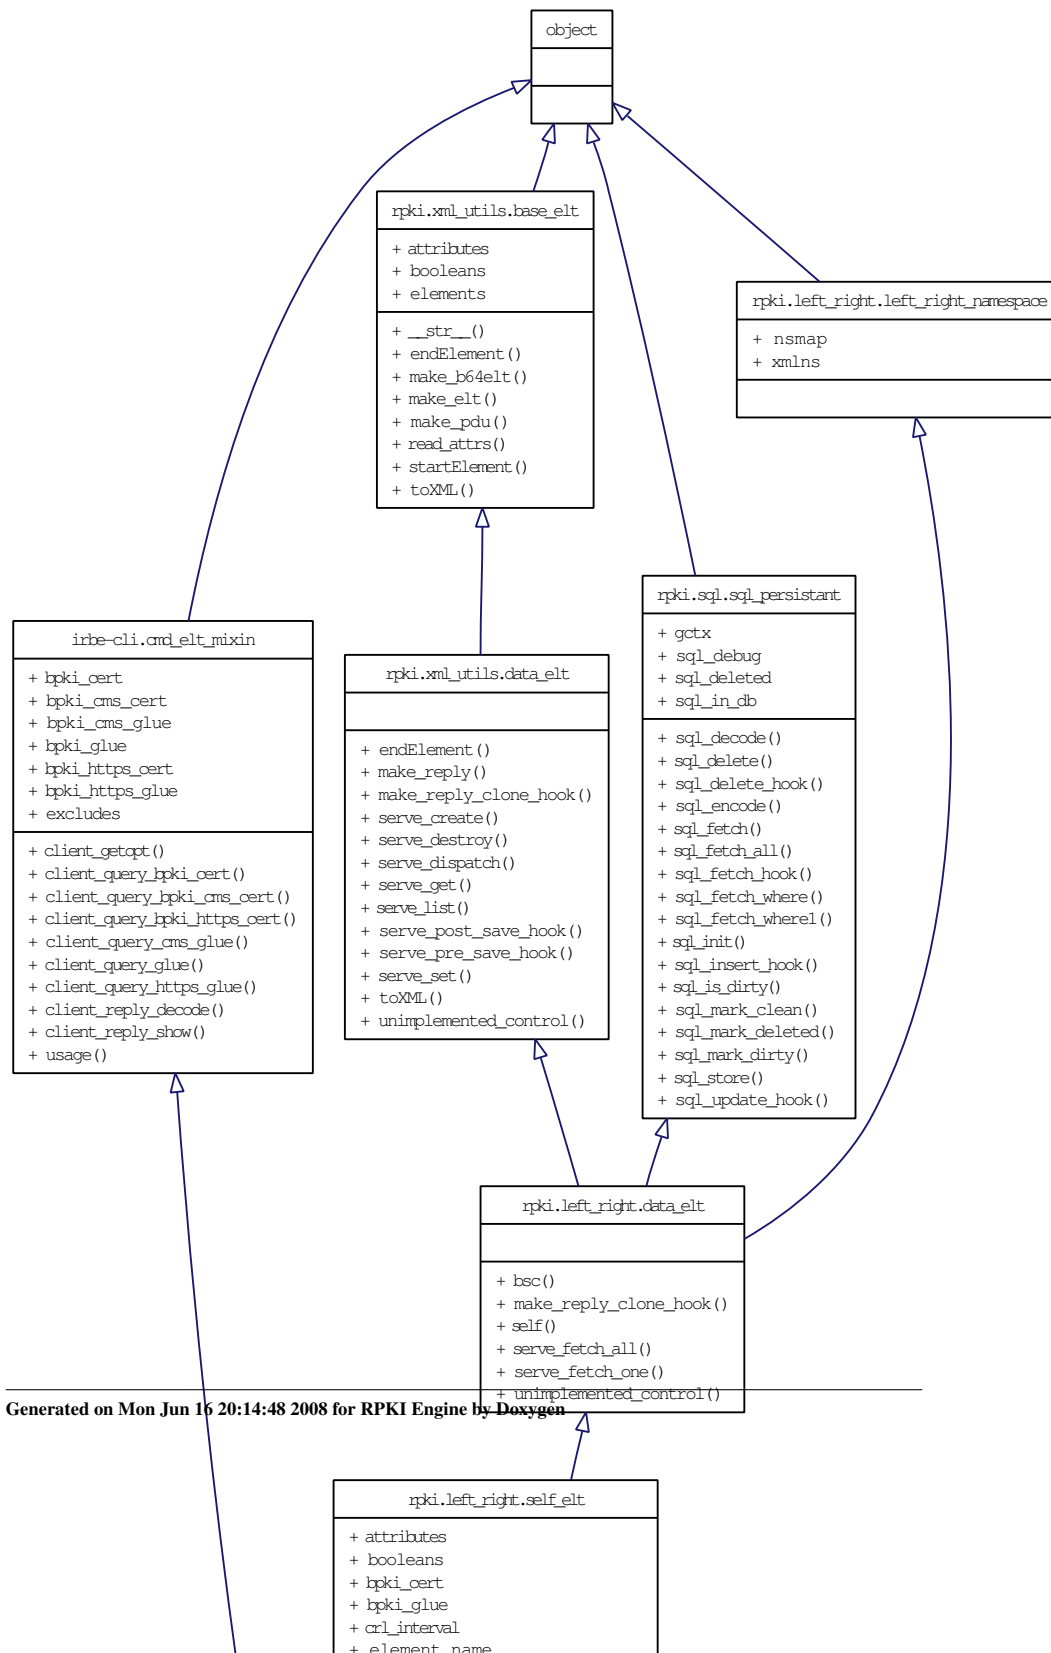 object
rpki.xml_utils.base_elt
+ attributes
+ booleans
+ elements
+ __str__()
+ endElement()
+ make_b64elt()
+ make_elt()
+ make_pdu()
+ read_attrs()
+ startElement()
+ toXML()
rpki.left_right.left_right_namespace
+ nsmap
+ xmlns
rpki.sql.sql_persistant
+ gctx
+ sql_debug
+ sql_deleted
+ sql_in_db
+ sql_decode()
+ sql_delete()
+ sql_delete_hook()
+ sql_encode()
+ sql_fetch()
+ sql_fetch_all()
+ sql_fetch_hook()
+ sql_fetch_where()
+ sql_fetch_where1()
+ sql_init()
+ sql_insert_hook()
+ sql_is_dirty()
+ sql_mark_clean()
+ sql_mark_deleted()
+ sql_mark_dirty()
+ sql_store()
+ sql_update_hook()
irbe-cli.cmd_elt_mixin
+ bpki_cert
+ bpki_cms_cert
+ bpki_cms_glue
+ bpki_glue
+ bpki_https_cert
+ bpki_https_glue
+ excludes
+ client_getopt()
+ client_query_bpki_cert()
+ client_query_bpki_cms_cert()
+ client_query_bpki_https_cert()
+ client_query_cms_glue()
+ client_query_glue()
+ client_query_https_glue()
+ client_reply_decode()
+ client_reply_show()
+ usage()
rpki.xml_utils.data_elt
+ endElement()
+ make_reply()
+ make_reply_clone_hook()
+ serve_create()
+ serve_destroy()
+ serve_dispatch()
+ serve_get()
+ serve_list()
+ serve_post_save_hook()
+ serve_pre_save_hook()
+ serve_set()
+ toXML()
+ unimplemented_control()
rpki.left_right.data_elt
+ bsc()
+ make_reply_clone_hook()
+ self()
+ serve_fetch_all()
+ serve_fetch_one()
+ unimplemented_control()
Generated on Mon Jun 16 20:14:48 2008 for RPKI Engine by Doxygen
rpki.left_right.self_elt
+ attributes
+ booleans
+ bpki_cert
+ bpki_glue
+ crl_interval
+ element_name